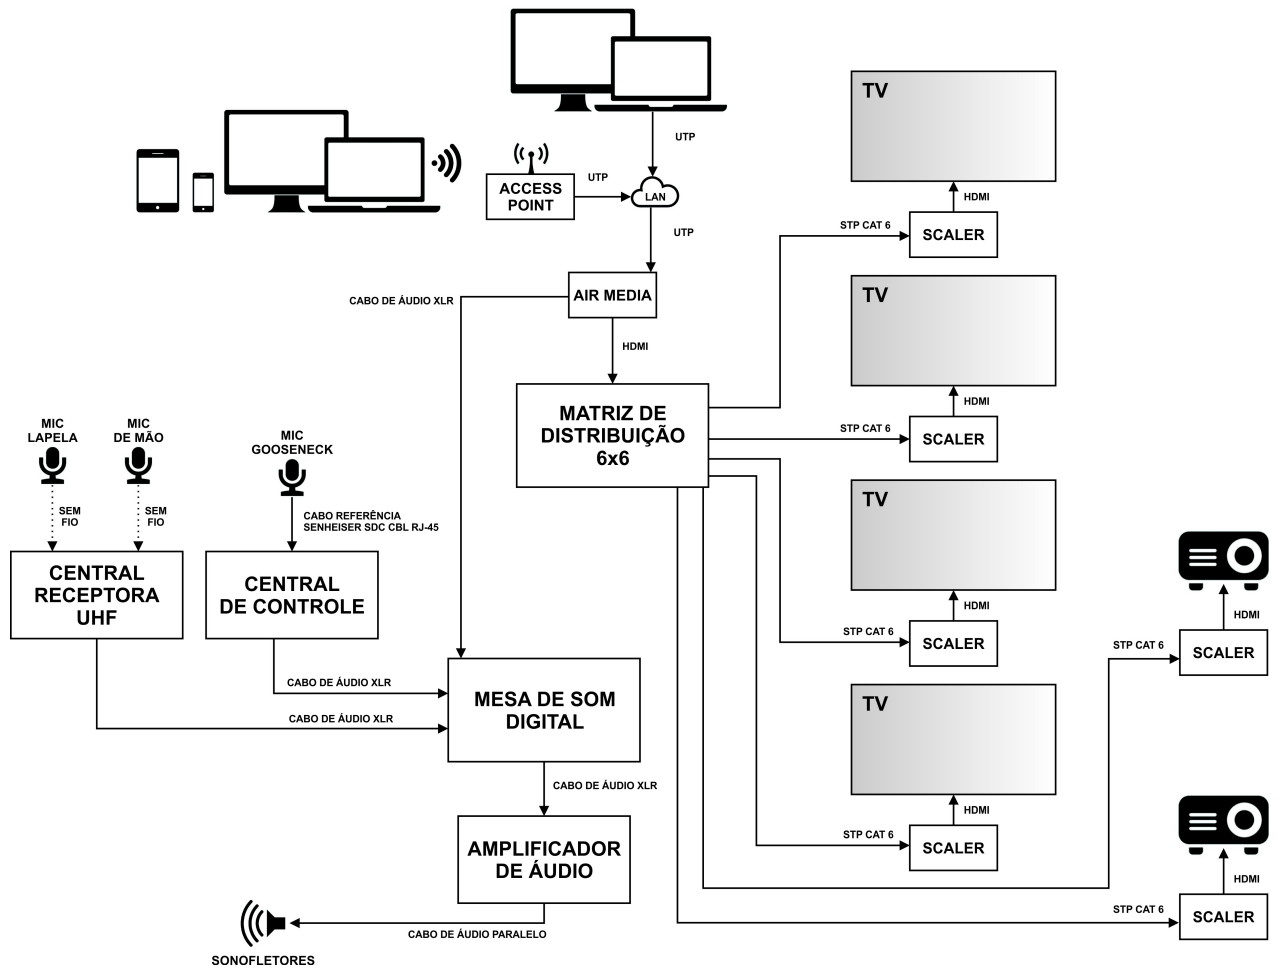 UTP
ACCESS
POINT
UTP
LAN
UTP
AIR MEDIA
CABO DE ÁUDIO XLR
HDMI
MATRIZ DE
DISTRIBUIÇÃO
6x6
TV
HDMI
STP CAT 6
SCALER
TV
HDMI
STP CAT 6
SCALER
TV
HDMI
STP CAT 6
SCALER
TV
HDMI
STP CAT 6
SCALER
HDMI
STP CAT 6
SCALER
HDMI
STP CAT 6
SCALER
MIC
LAPELA
MIC
DE MÃO
MIC
GOOSENECK
SEM
FIO
SEM
FIO
CABO REFERÊNCIA
SENHEISER SDC CBL RJ-45
CENTRAL
RECEPTORA
UHF
CENTRAL
DE CONTROLE
CABO DE ÁUDIO XLR
CABO DE ÁUDIO XLR
MESA DE SOM
DIGITAL
CABO DE ÁUDIO XLR
AMPLIFICADOR
DE ÁUDIO
CABO DE ÁUDIO PARALELO
SONOFLETORES